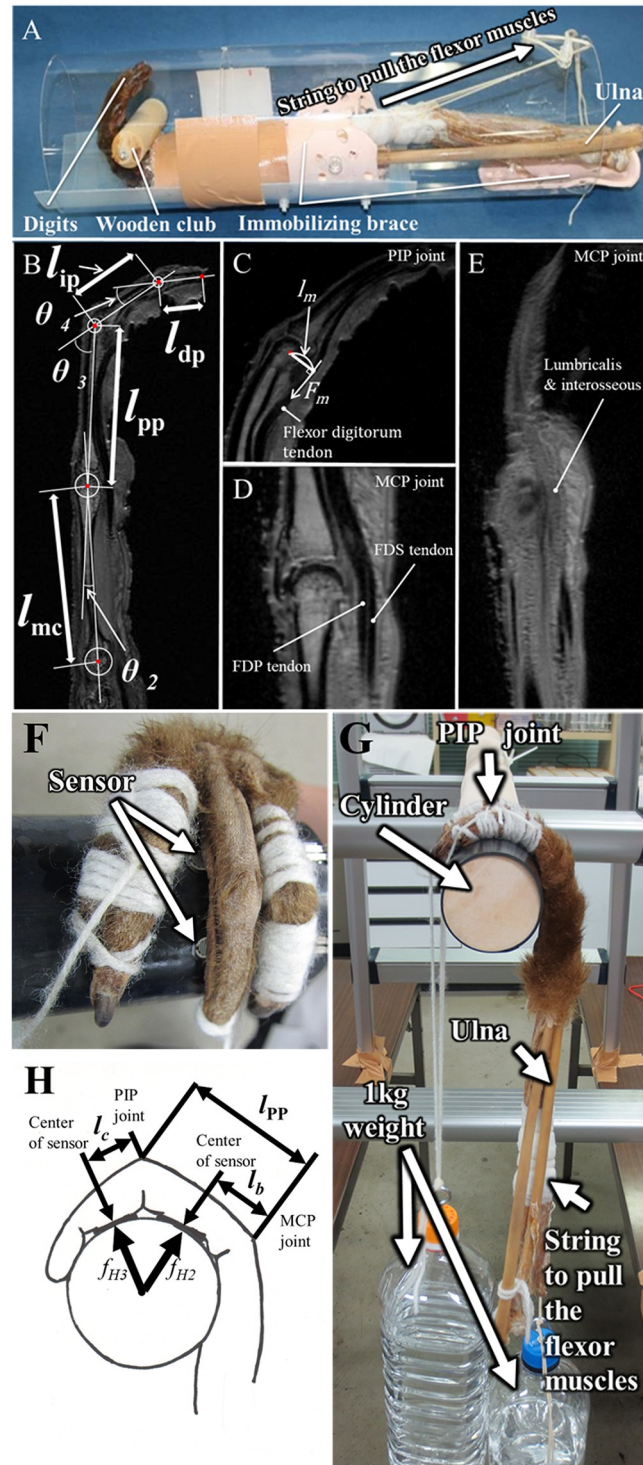 A
String to pull the flexor muscles
Ulna
Digits
Wooden club
Immobilizing brace
B
l ip
θ 4
l dp
θ 3
l pp
l mc
θ 2
C
PIP joint
l m
F m
Flexor digitorum
tendon
D
MCP joint
FDS tendon
FDP tendon
E
MCP joint
Lumbricalis
& interosseous
F
Sensor
G
PIP joint
Cylinder
Ulna
1kg
weight
String
to pull
the
flexor
muscles
H
PIP
joint
Center
of sensor
l c
l PP
Center
of sensor
l b
MCP
joint
f H3
f H2